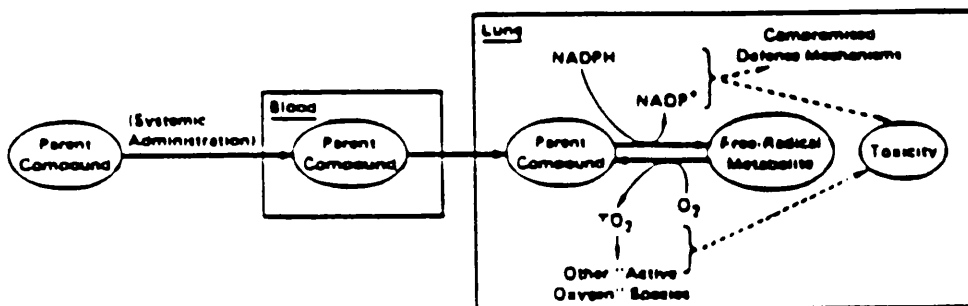 Lung
Compromised
Defense Mechanisms
NADPH
NADP+
Blood
(Systemic
Administration)
Parent
Compound
Parent
Compound
Parent
Compound
Free-Radical
Metabolite
Toxicity
O2
O2
Other "Active
Oxygen" Species